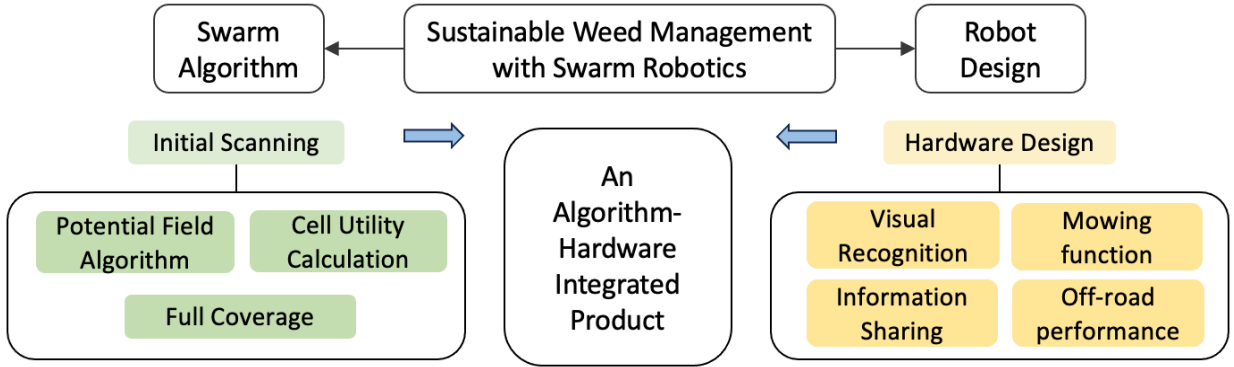 Swarm
Algorithm
Sustainable Weed Management
with Swarm Robotics
Robot
Design
Initial Scanning
Potential Field
Algorithm
Cell Utility
Calculation
Full Coverage
An
Algorithm-
Hardware
Integrated
Product
Hardware Design
Visual
Recognition
Mowing
function
Information
Sharing
Off-road
performance